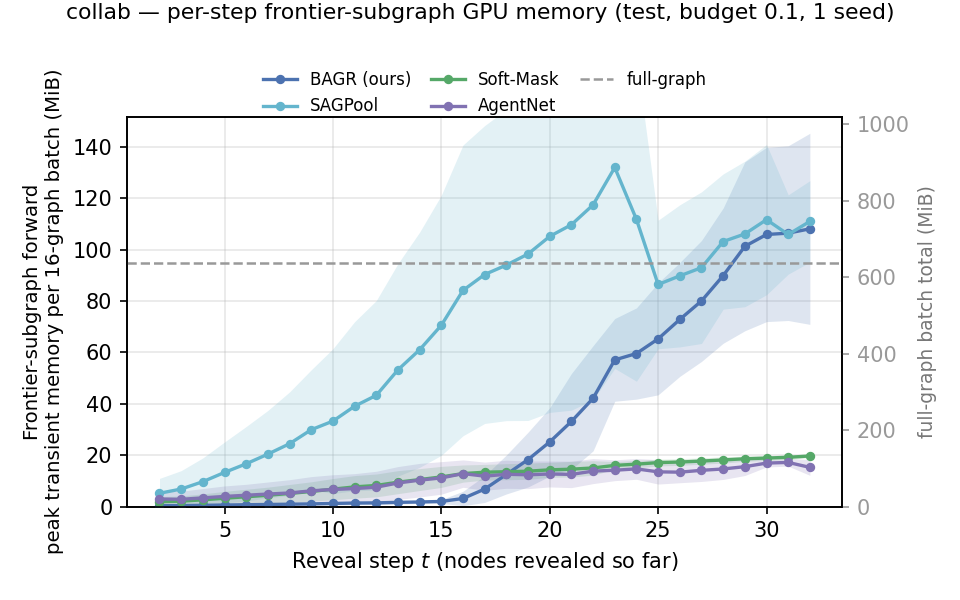 collab — per-step frontier-subgraph GPU memory (test, budget 0.1, 1 seed)
BAGR (ours)
SAGPool
Soft-Mask
AgentNet
full-graph
Frontier-subgraph forward
peak transient memory per 16-graph batch (MiB)
140
120
100
80
60
40
20
0
1000
800
600
400
200
0
full-graph batch total (MiB)
5
10
15
20
25
30
Reveal step t (nodes revealed so far)